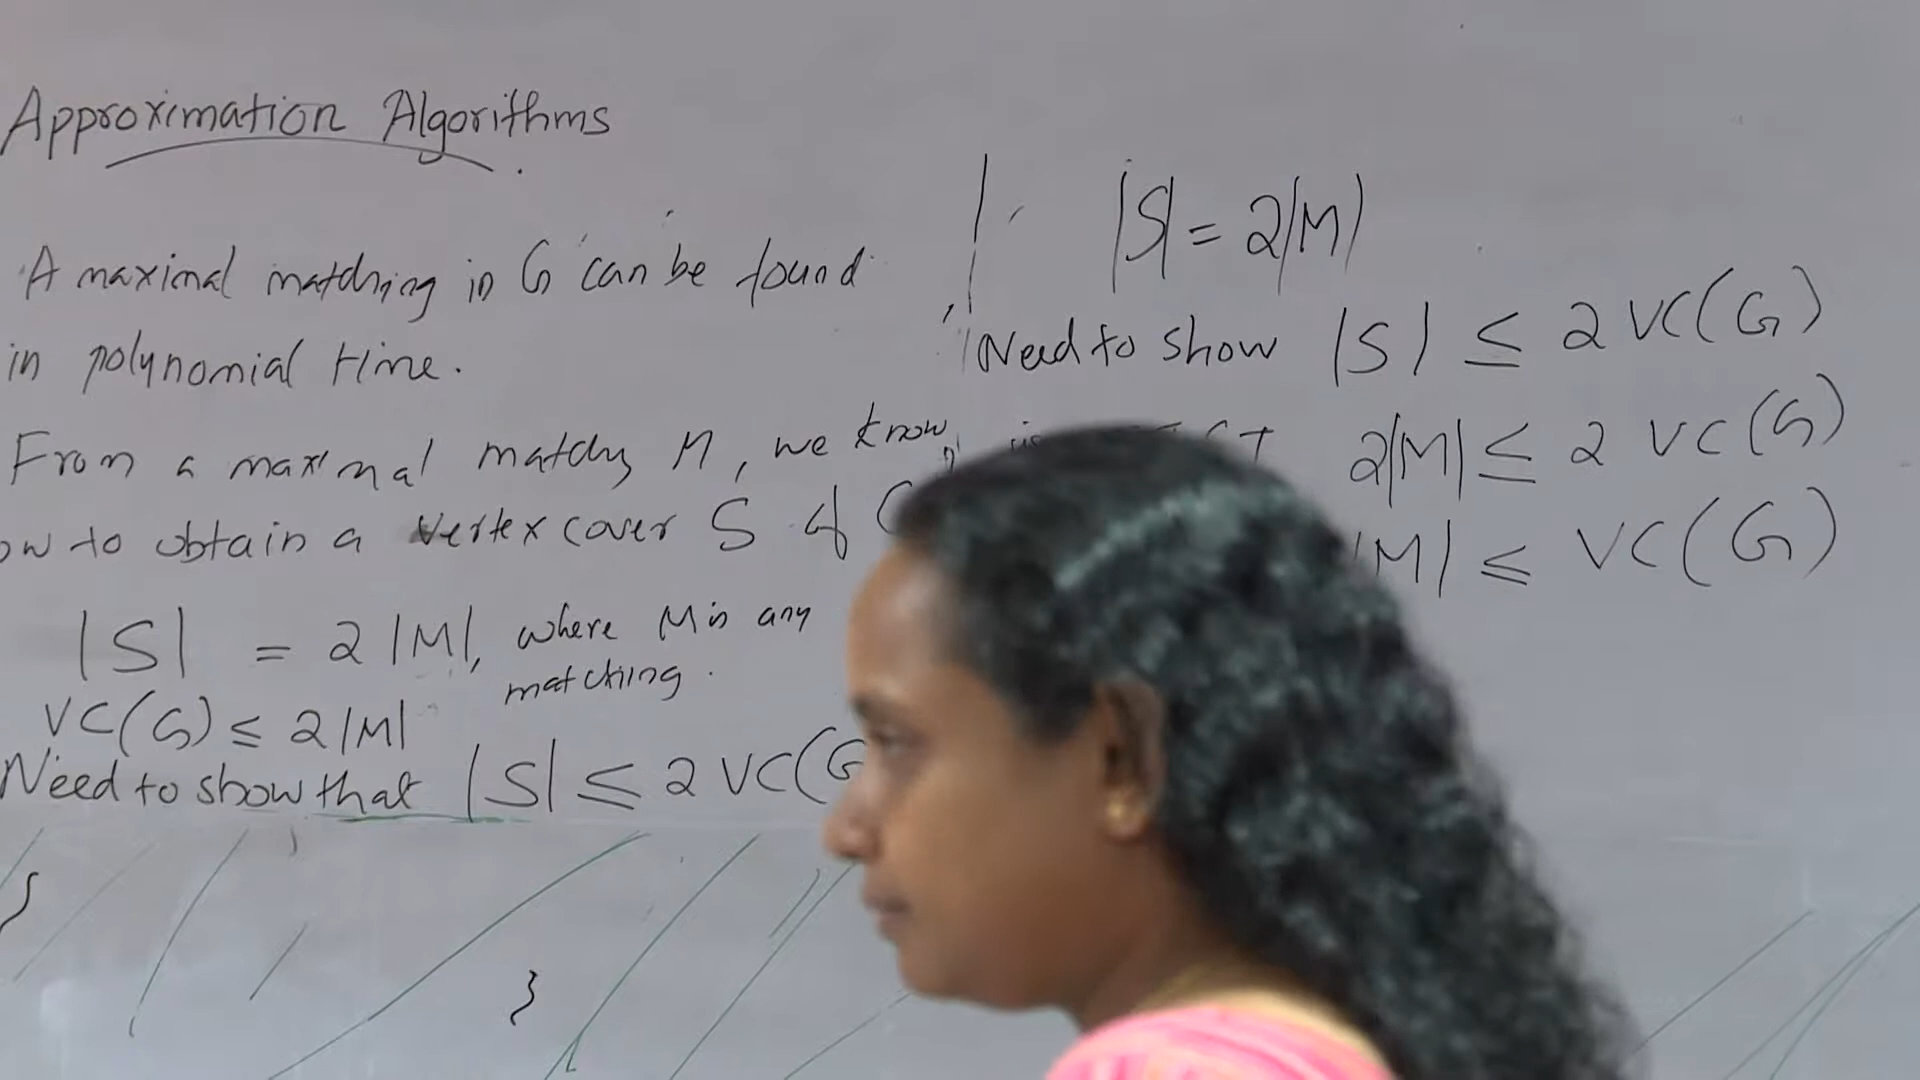 Approximation Algorithms
A maximal matching in G can be found
in polynomial time.
From a maximal matchg M, we know
ow to obtain a vertex cover S of G
|S| = 2|M|, where M is any
matching.
VC(G) ≤ 2|M|
Need to show that |S| ≤ 2 VC(G
|S| = 2|M|
Need to show |S| ≤ 2 VC(G)
2|M| ≤ 2 VC(G)
|M| ≤ VC(G)
}
}